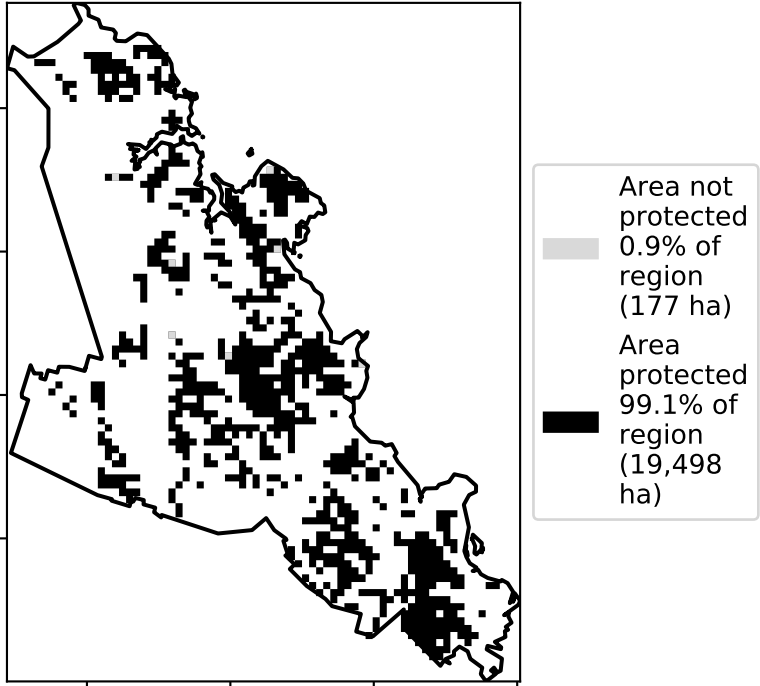 Area not
protected
0.9% of
region
(177 ha)
Area
protected
99.1% of
region
(19,498
ha)